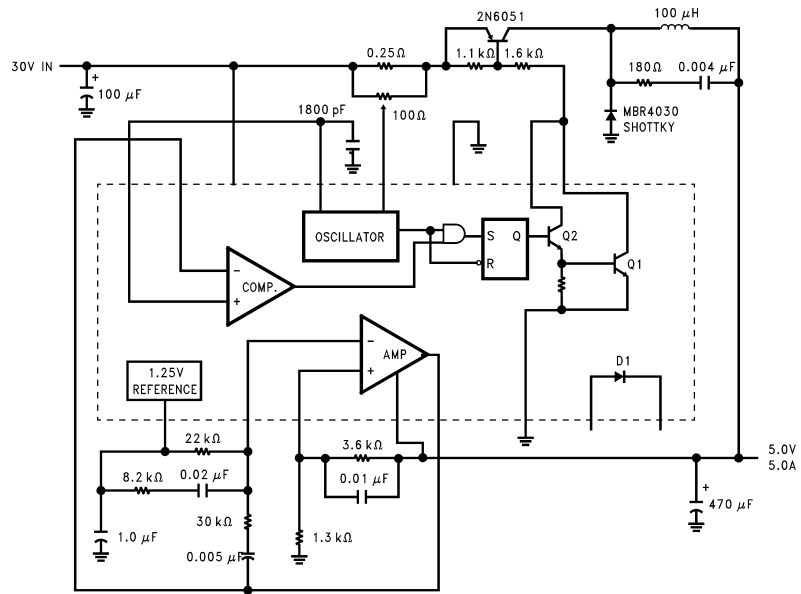 2N6051
100 μH
30V IN
0.25Ω
1.1 kΩ
1.6 kΩ
180Ω
0.004 μF
+
100 μF
1800 pF
100Ω
MBR4030
SHOTTKY
OSCILLATOR
S
Q
R
Q2
Q1
−
COMP.
+
−
AMP
+
1.25V
REFERENCE
D1
22 kΩ
3.6 kΩ
5.0V
5.0A
8.2 kΩ
0.02 μF
0.01 μF
+
470 μF
30 kΩ
1.0 μF
1.3 kΩ
0.005 μF